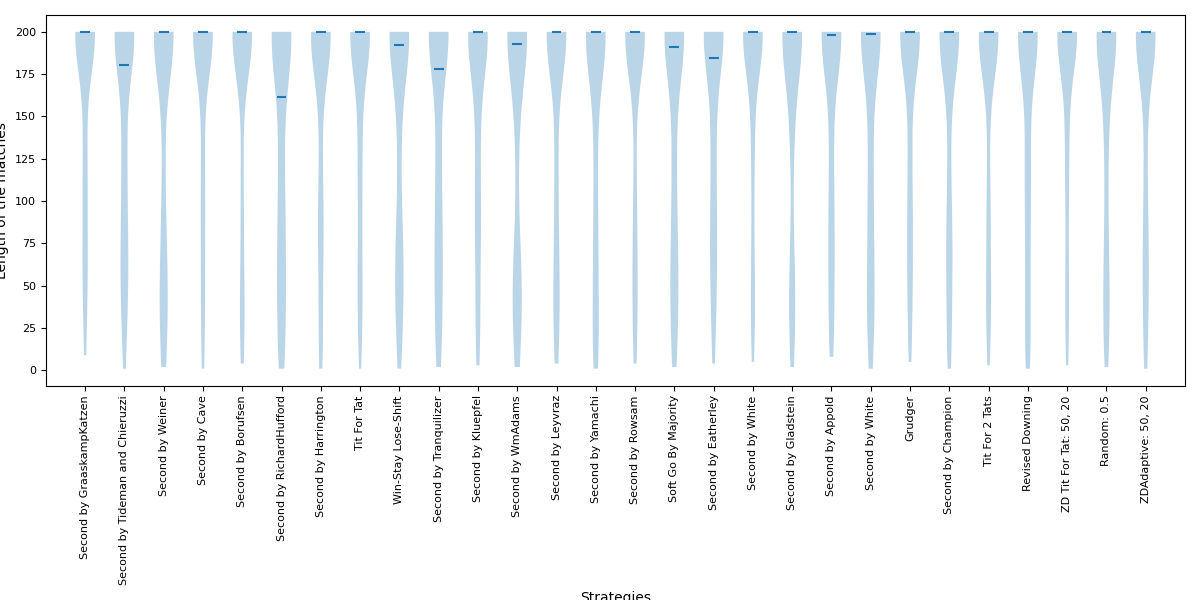 Length of the matches
200
175
150
125
100
75
50
25
0
Second by GraaskampKatzen
Second by Tideman and Chieruzzi
Second by Weiner
Second by Cave
Second by Borufsen
Second by RichardHufford
Second by Harrington
Tit For Tat
Win-Stay Lose-Shift
Second by Tranquilizer
Second by Kluepfel
Second by WmAdams
Second by Leyvraz
Second by Yamachi
Second by Rowsam
Soft Go By Majority
Second by Eatherley
Second by White
Second by Gladstein
Second by Appold
Second by White
Grudger
Second by Champion
Tit For 2 Tats
Revised Downing
ZD Tit For Tat: 50, 20
Random: 0.5
ZDAdaptive: 50, 20
Strategies